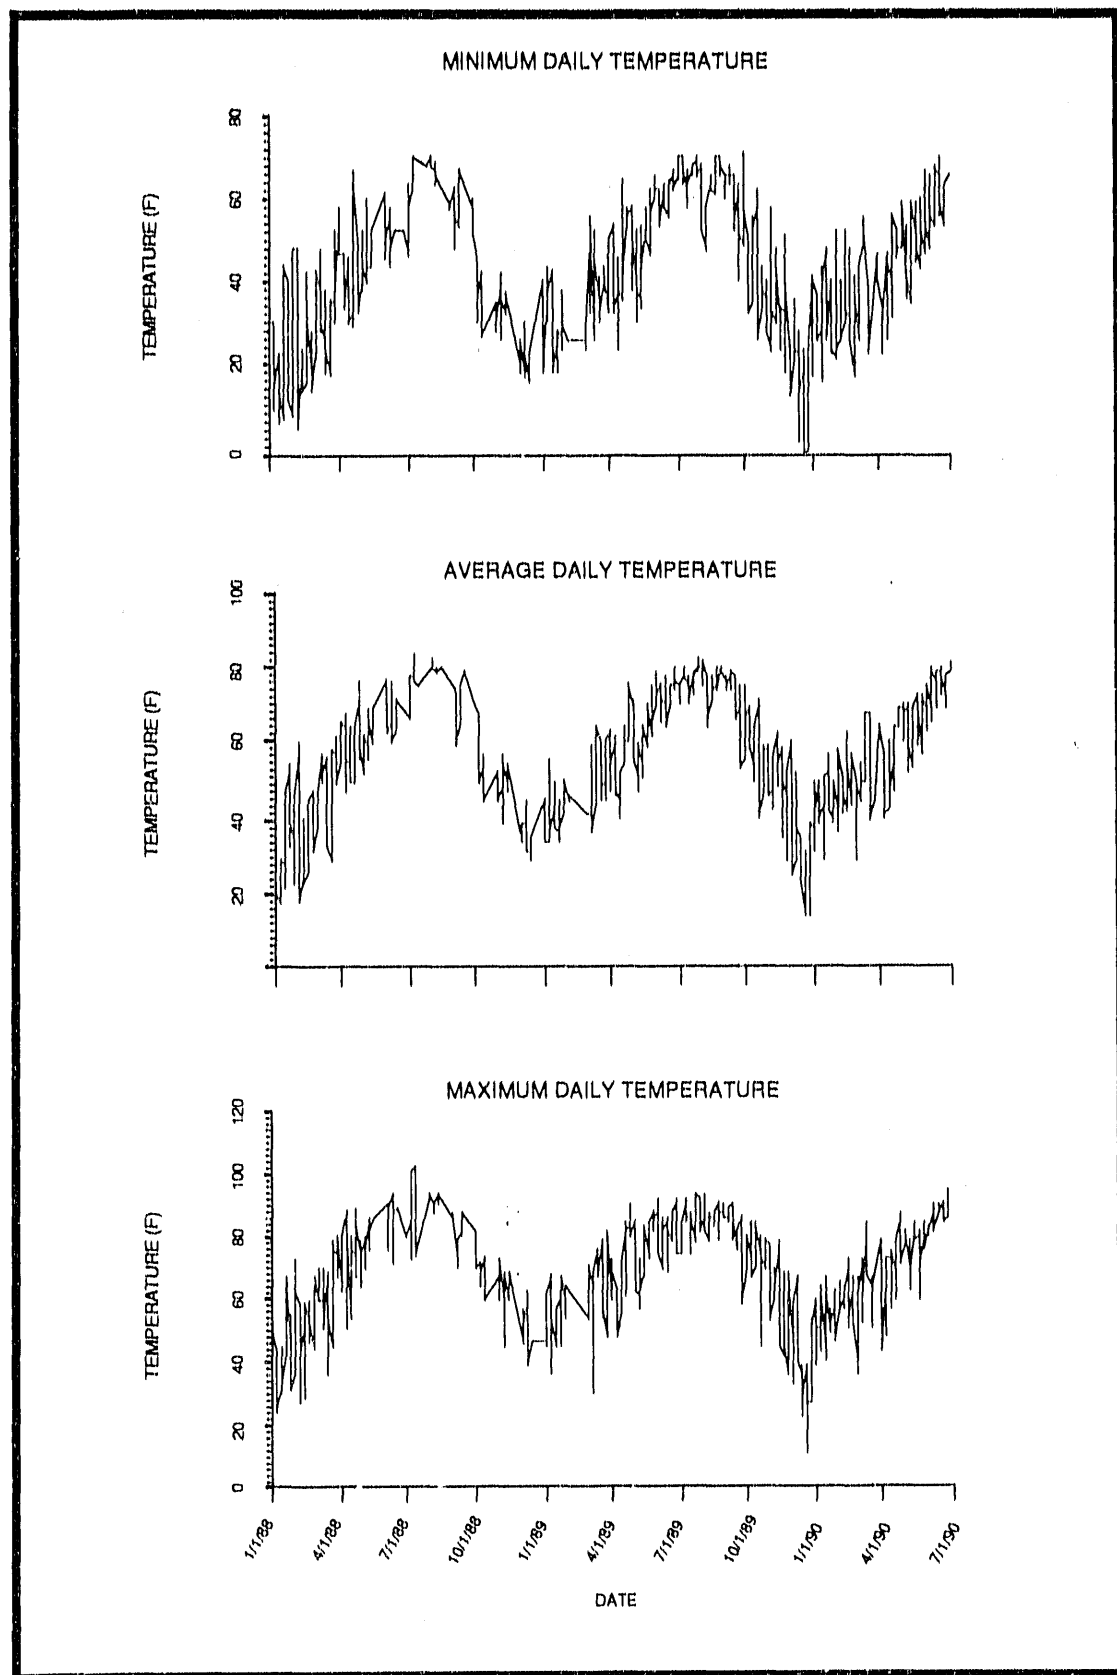 MINIMUM DAILY TEMPERATURE
TEMPERATURE (F)
80
60
40
20
0
AVERAGE DAILY TEMPERATURE
TEMPERATURE (F)
100
80
60
40
20
MAXIMUM DAILY TEMPERATURE
TEMPERATURE (F)
120
100
80
60
40
20
0
1/1/88 4/1/88 7/1/88 10/1/88 1/1/89 4/1/89 7/1/89 10/1/89 1/1/90 4/1/90 7/1/90
DATE